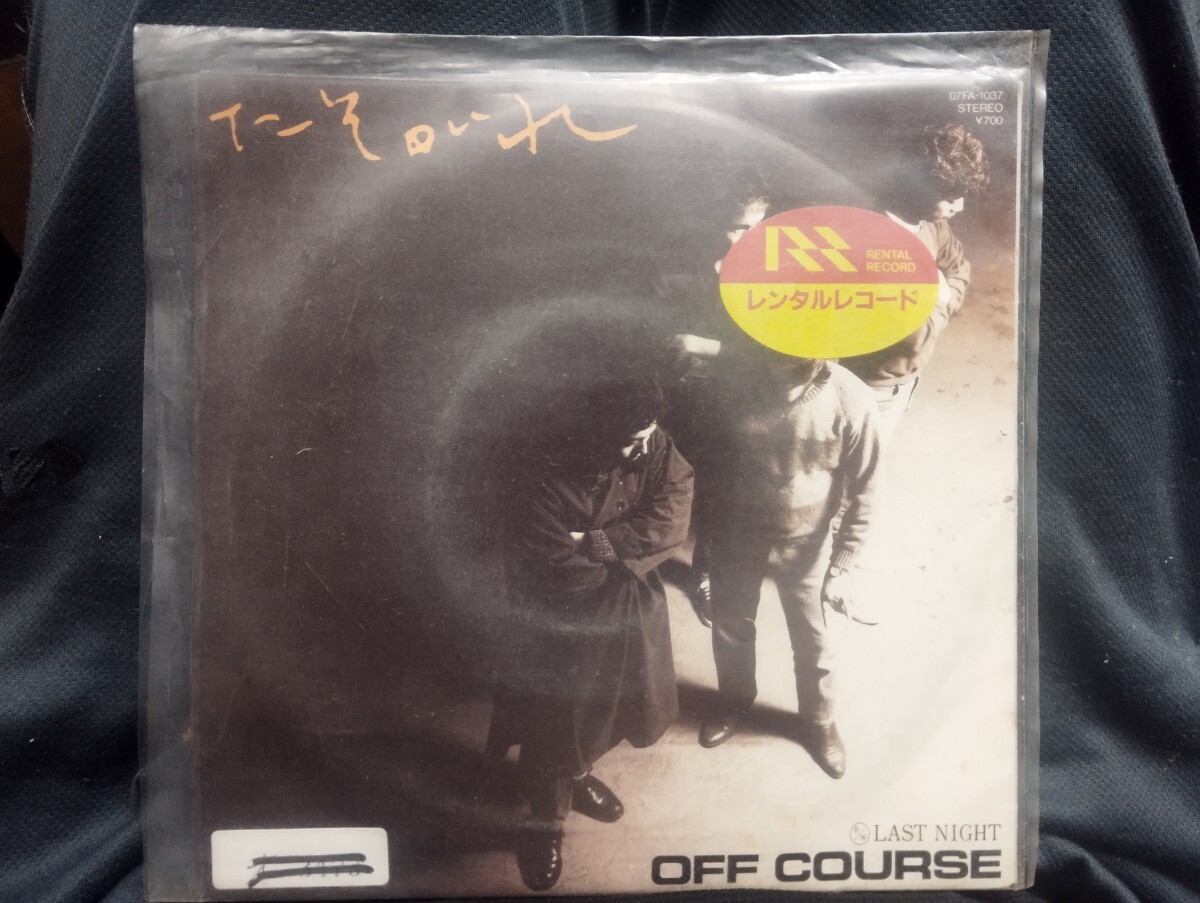 たそがれ
07FA-1037
STEREO
¥700
RENTAL
RECORD
レンタルレコード
LAST NIGHT
OFF COURSE